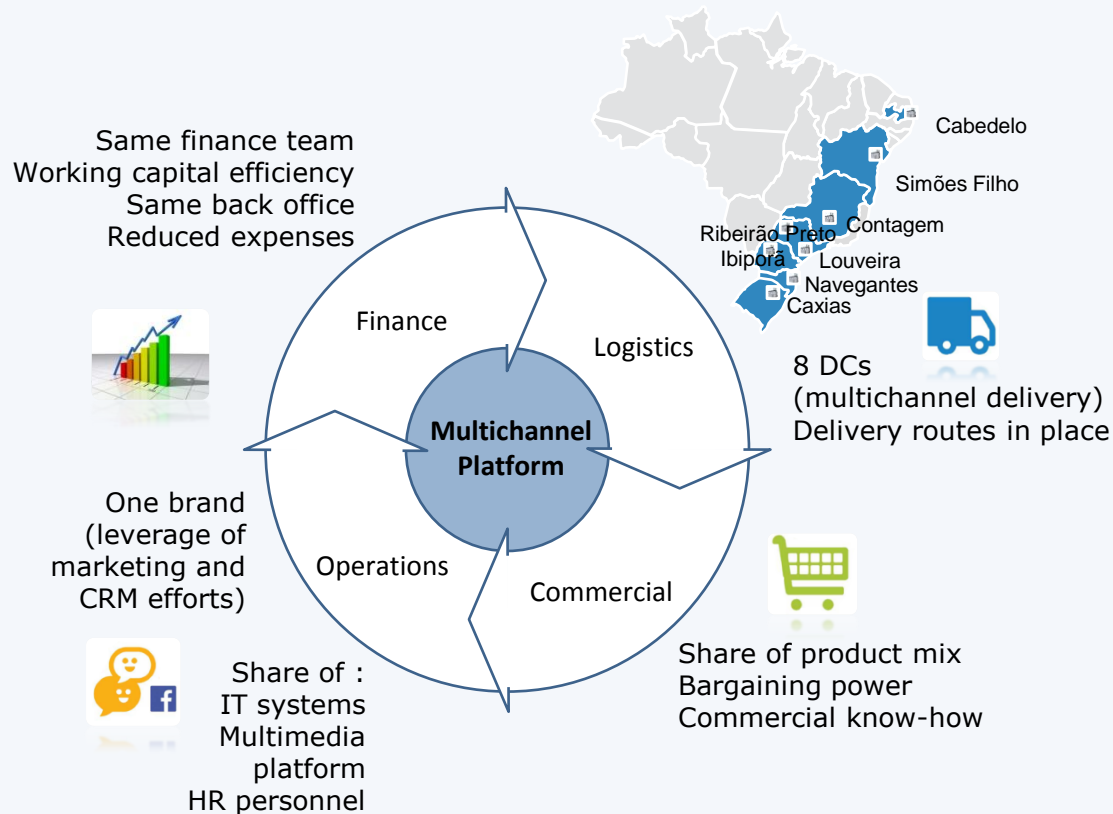 Same finance team
Working capital efficiency
Same back office
Reduced expenses
Cabedelo
Simões Filho
Contagem
Ribeirão Preto
Ibiporã
Louveira
Navegantes
Caxias
Finance
Logistics
8 DCs
(multichannel delivery)
Delivery routes in place
Multichannel
Platform
One brand
(leverage of
marketing and
CRM efforts)
Operations
Commercial
Share of :
IT systems
Multimedia
platform
HR personnel
f
Share of product mix
Bargaining power
Commercial know-how